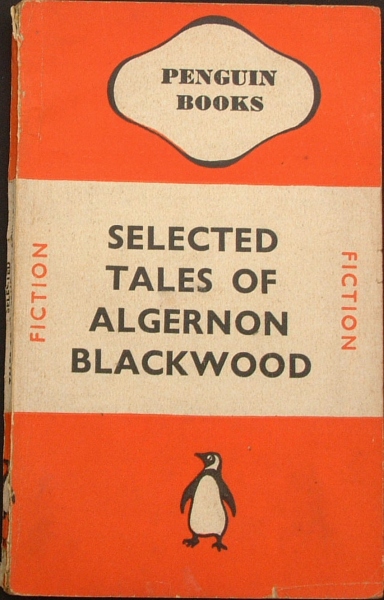 PENGUIN
BOOKS
SELECTED
TALES OF
ALGERNON
BLACKWOOD
FICTION
FICTION